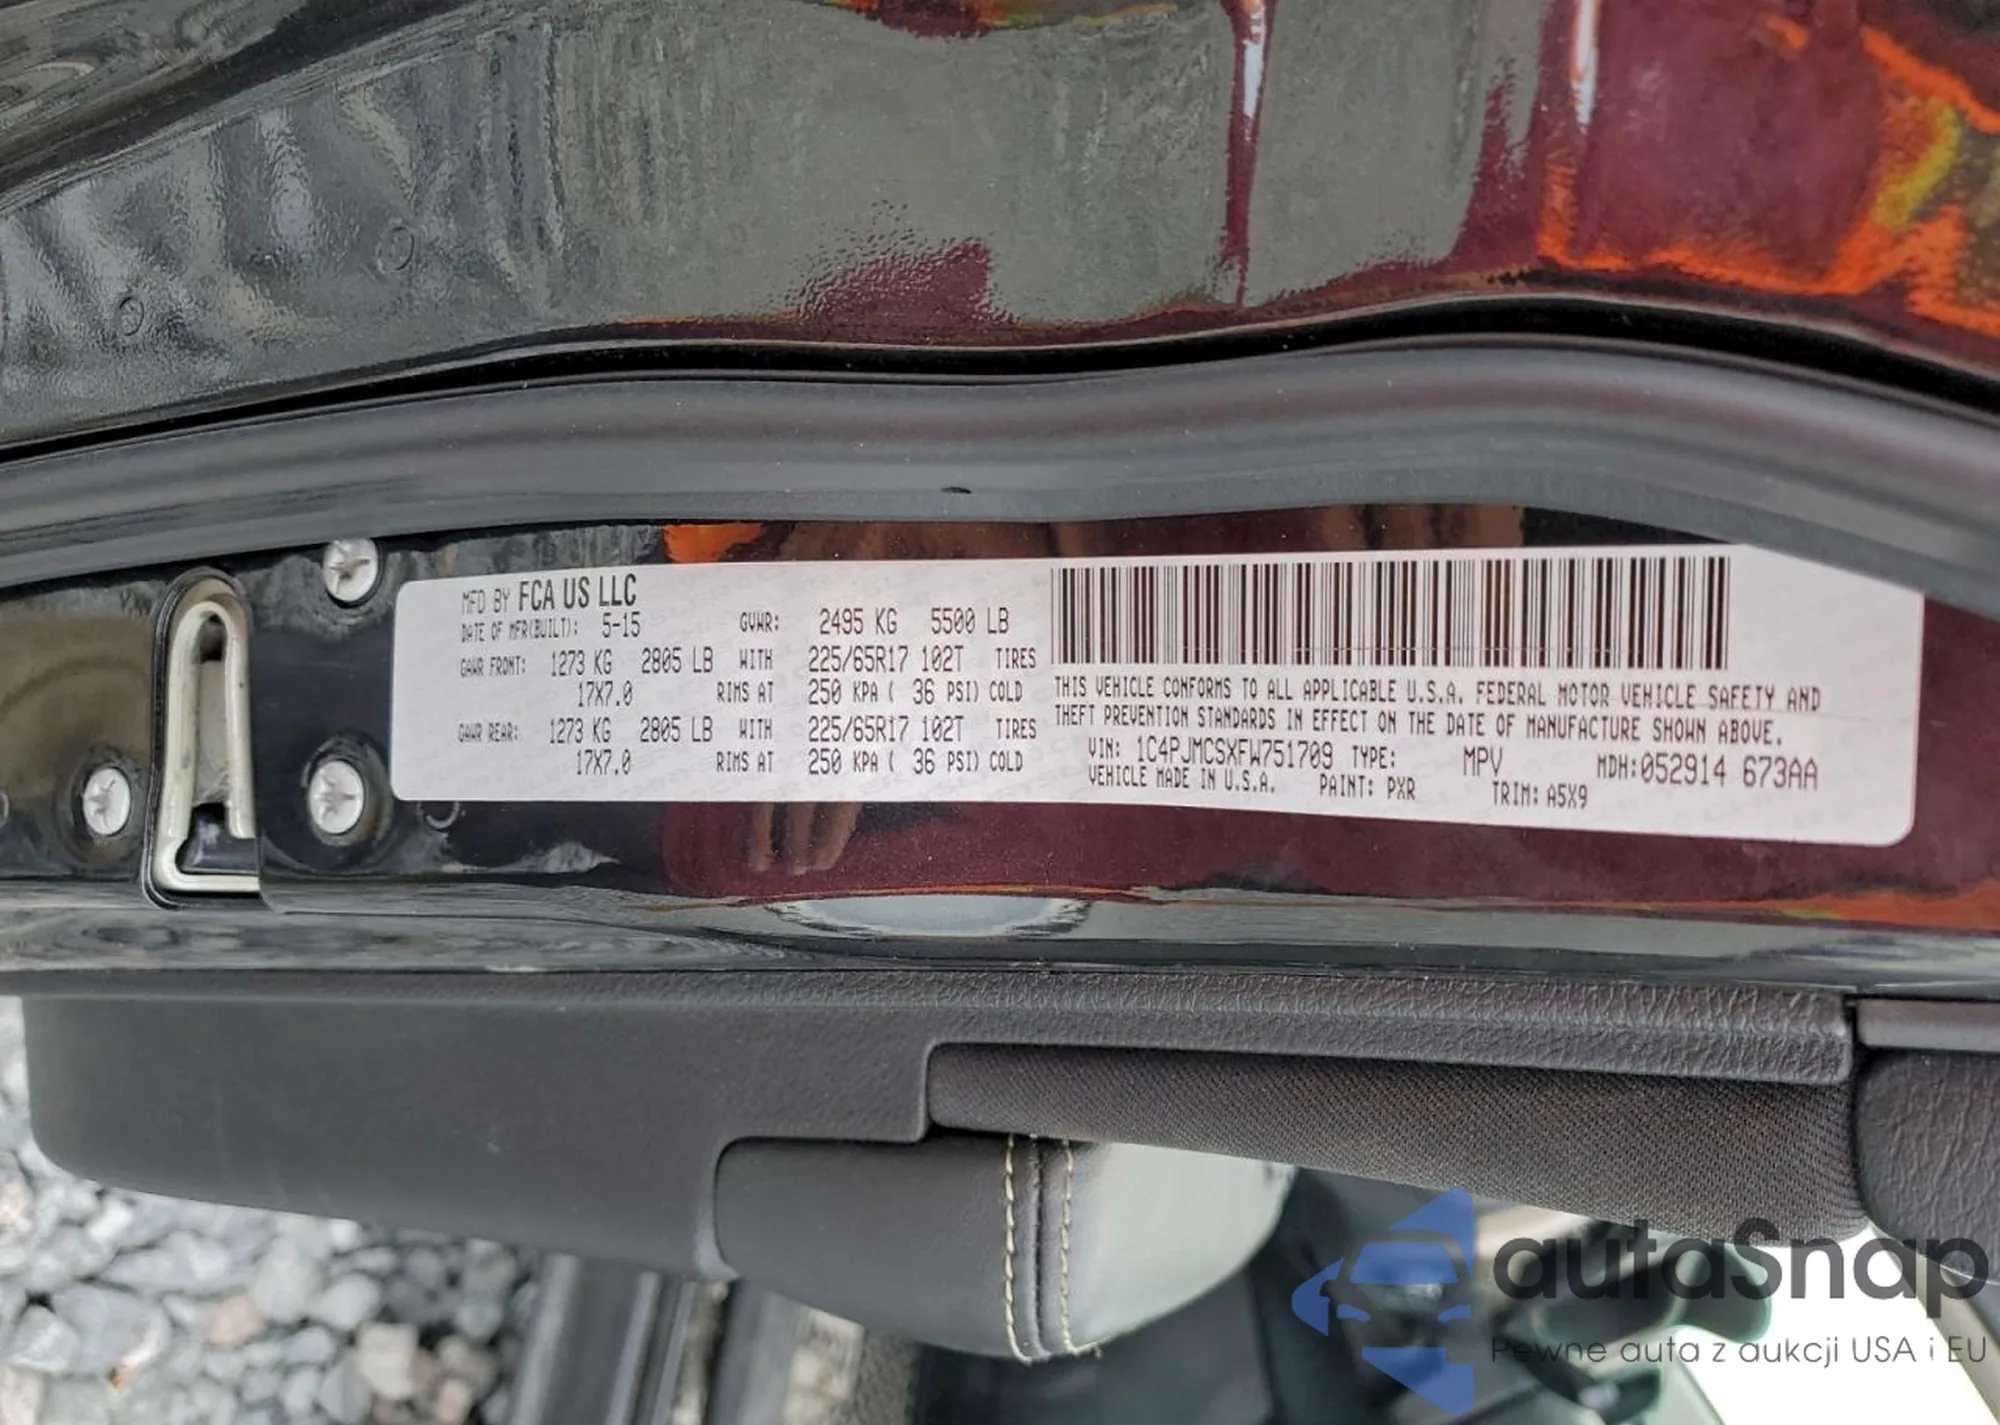 MFD BY FCA US LLC
DATE OF MFR(BUILT): 5-15 GVWR: 2495 KG 5500 LB
GAWR FRONT: 1273 KG 2805 LB WITH 225/65R17 102T TIRES
17X7.0 RIMS AT 250 KPA ( 36 PSI) COLD
GAWR REAR: 1273 KG 2805 LB WITH 225/65R17 102T TIRES
17X7.0 RIMS AT 250 KPA ( 36 PSI) COLD
THIS VEHICLE CONFORMS TO ALL APPLICABLE U.S.A. FEDERAL MOTOR VEHICLE SAFETY AND
THEFT PREVENTION STANDARDS IN EFFECT ON THE DATE OF MANUFACTURE SHOWN ABOVE.
VIN: 1C4PJMCSXFW751709 TYPE: MPV MDH:052914 673AA
VEHICLE MADE IN U.S.A. PAINT: PXR TRIM: A5X9
autaSnap
Pewne auta z aukcji USA i EU